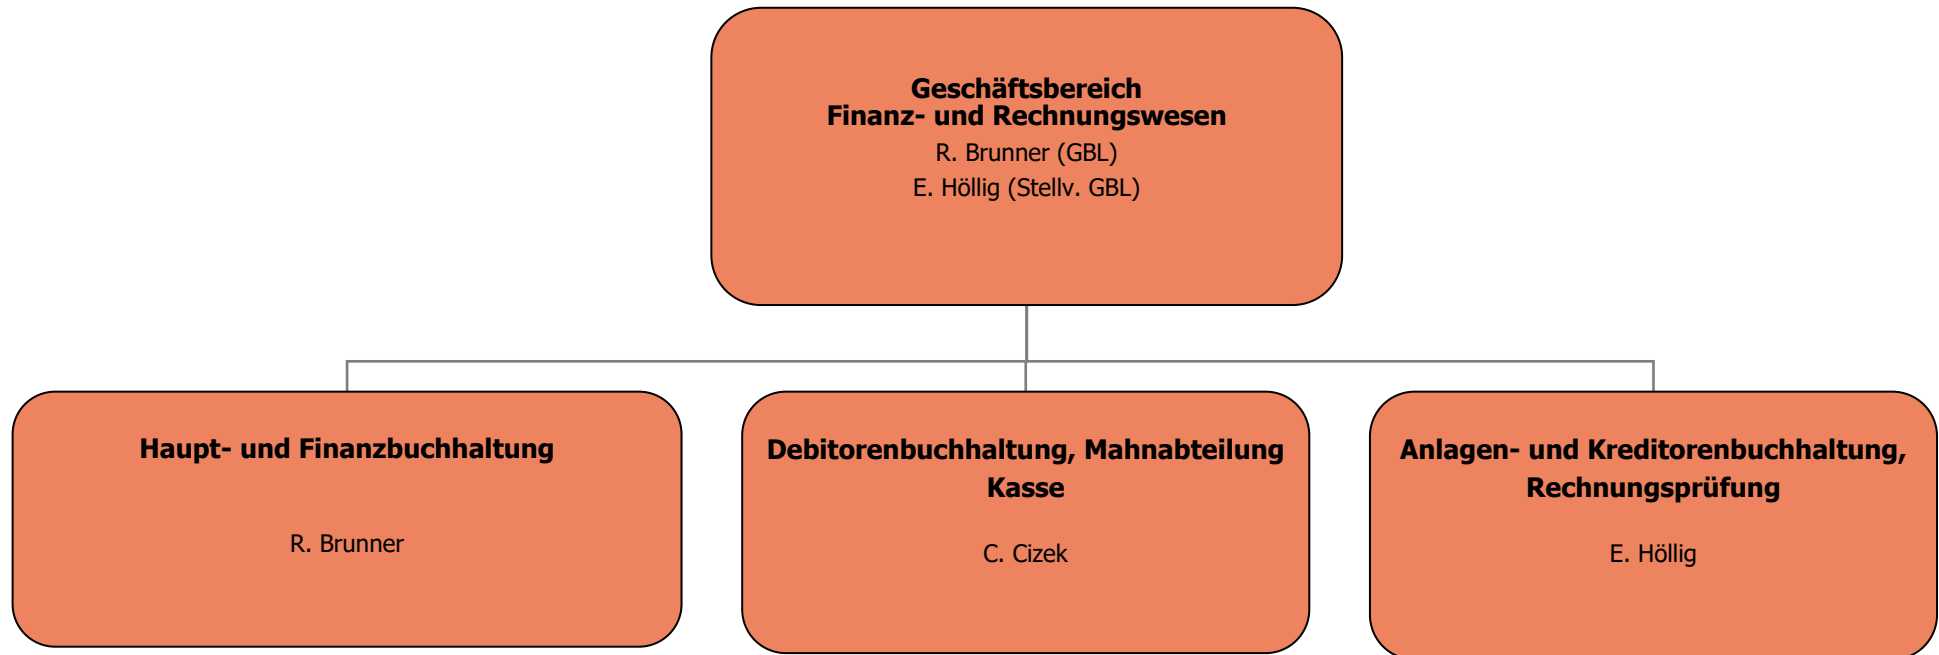 Geschäftsbereich
Finanz- und Rechnungswesen
R. Brunner (GBL)
E. Höllig (Stellv. GBL)
Haupt- und Finanzbuchhaltung
R. Brunner
Debitorenbuchhaltung, Mahnabteilung
Kasse
C. Cizek
Anlagen- und Kreditorenbuchhaltung,
Rechnungsprüfung
E. Höllig